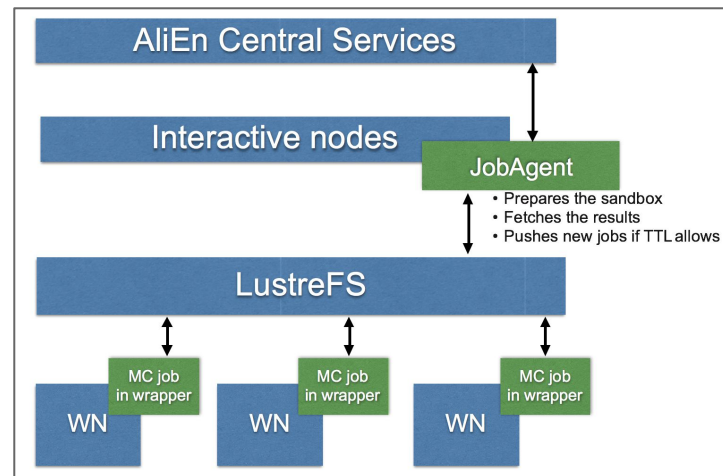 AliEn Central Services
Interactive nodes
JobAgent
• Prepares the sandbox
• Fetches the results
• Pushes new jobs if TTL allows
LustreFS
MC job
in wrapper
WN
MC job
in wrapper
WN
MC job
in wrapper
WN